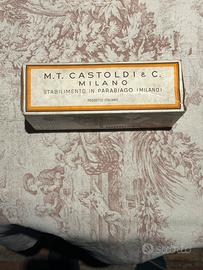 M.T. CASTOLDI & C.
MILANO
STABILIMENTO IN PARABIAGO (MILANO)
PRODOTTO ITALIANO
subito